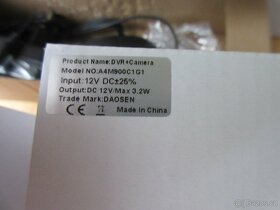 Product Name:DVR+Camera
Model NO:A4M900C1G1
Input:12V DC±25%
Output:DC 12V/Max 3.2W
Trade Mark:DAOSEN
CE Made in China